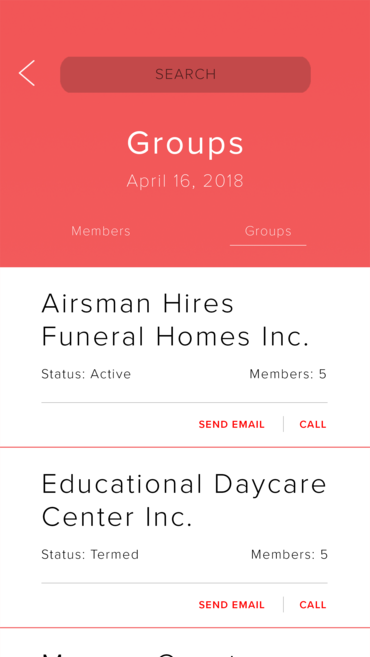 SEARCH
Groups
April 16, 2018
Members Groups
Airsman Hires
Funeral Homes Inc.
Status: Active Members: 5
SEND EMAIL CALL
Educational Daycare
Center Inc.
Status: Termed Members: 5
SEND EMAIL CALL